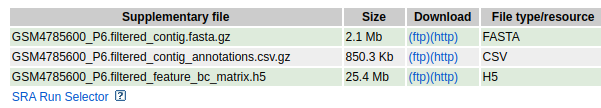 Supplementary file Size Download File type/resource
GSM4785600_P6.filtered_contig.fasta.gz 2.1 Mb (ftp)(http) FASTA
GSM4785600_P6.filtered_contig_annotations.csv.gz 850.3 Kb (ftp)(http) CSV
GSM4785600_P6.filtered_feature_bc_matrix.h5 25.4 Mb (ftp)(http) H5
SRA Run Selector ?